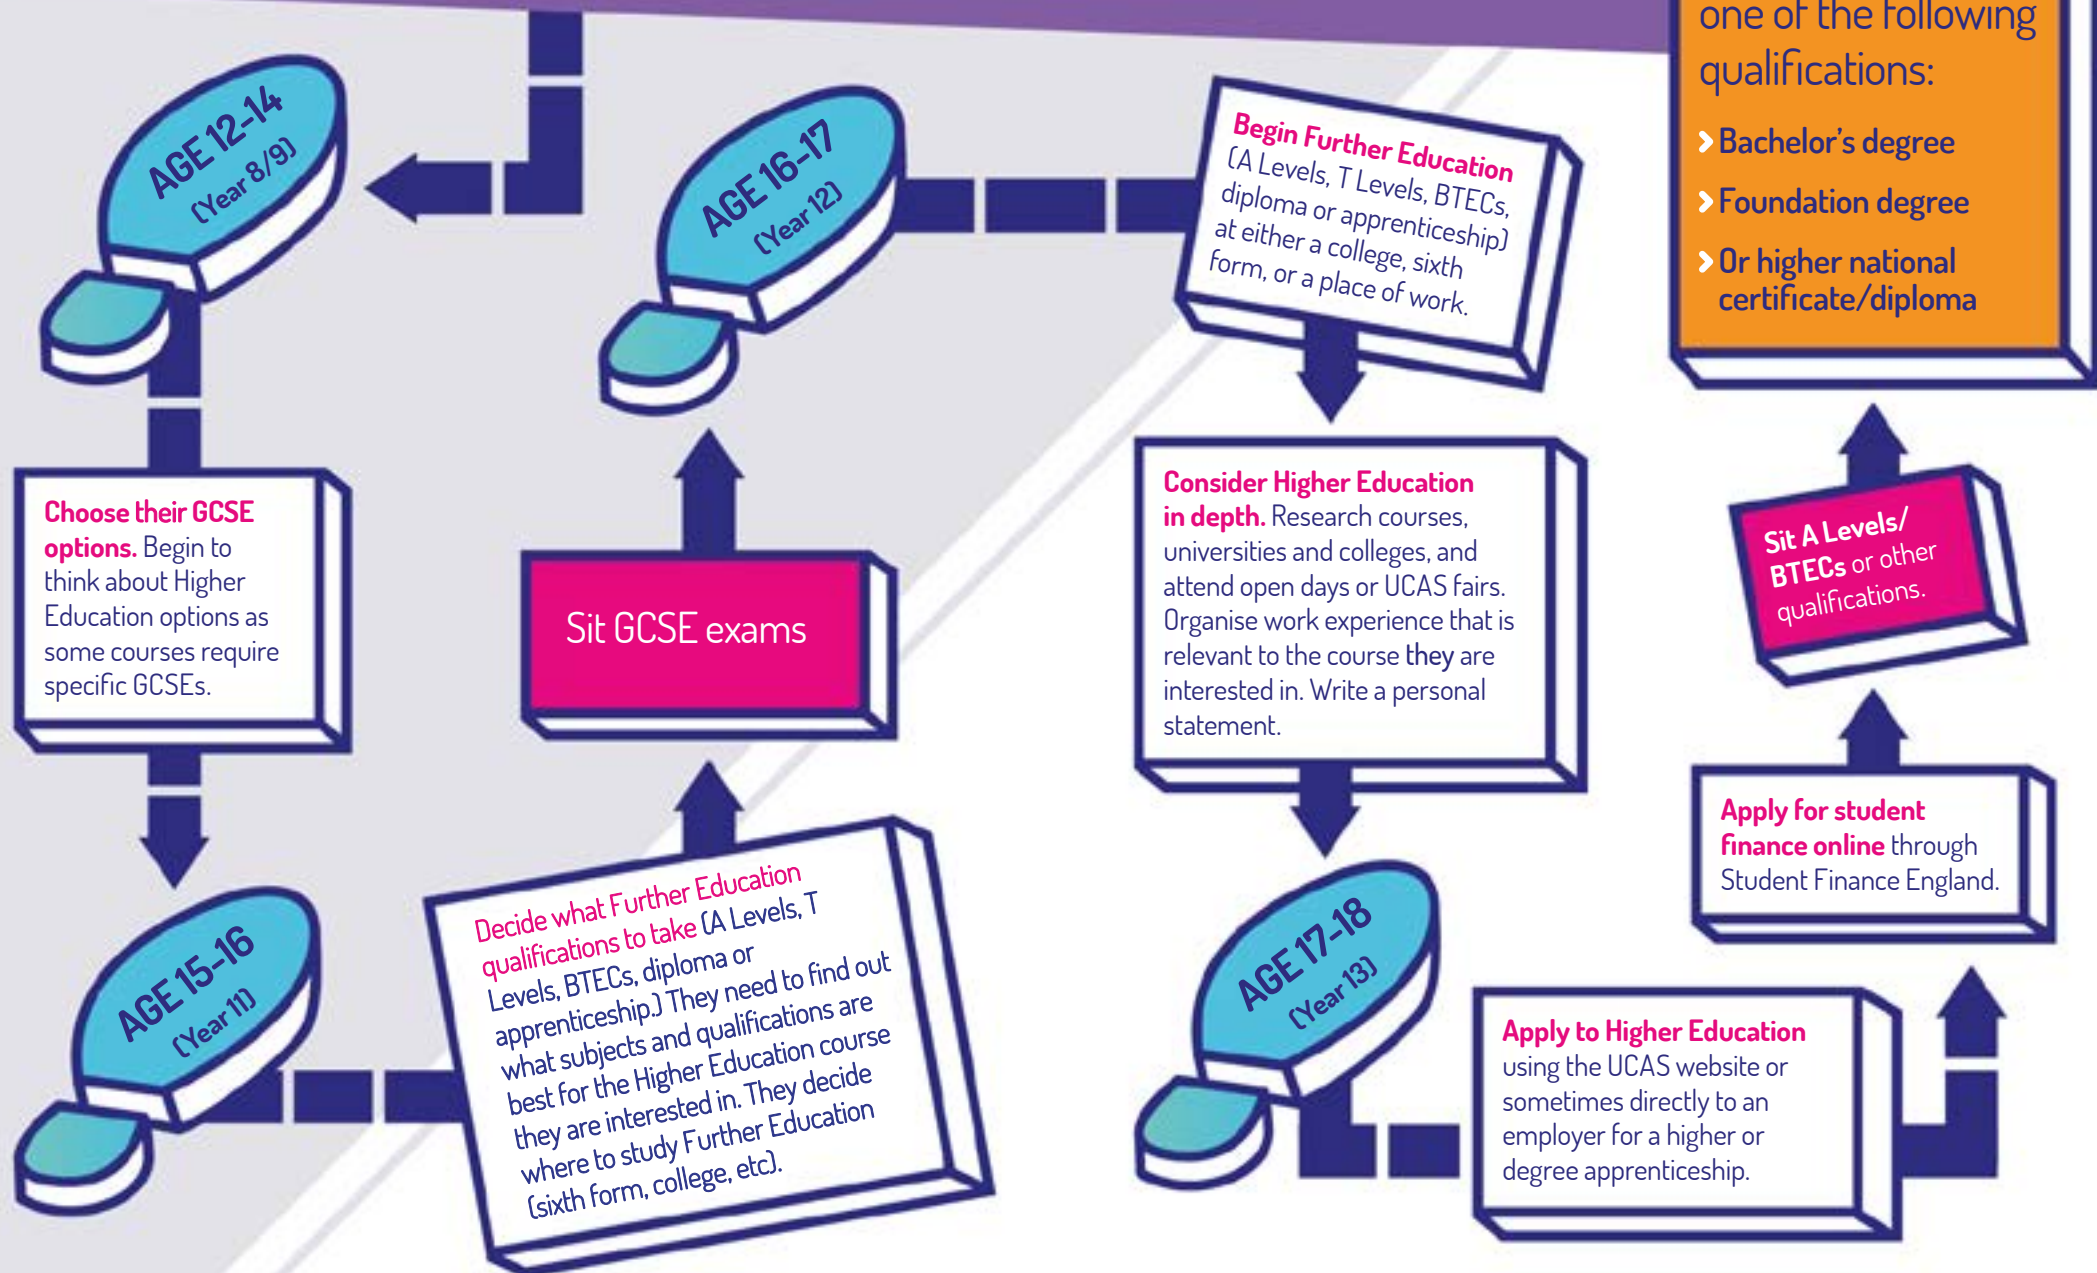 AGE 12-14
(Year 8/9)
Choose their GCSE
options. Begin to
think about Higher
Education options as
some courses require
specific GCSEs.
AGE 15-16
(Year 11)
Decide what Further Education
qualifications to take (A Levels, T
Levels, BTECs, diploma or
apprenticeship.) They need to find out
what subjects and qualifications are
best for the Higher Education course
they are interested in. They decide
where to study Further Education
(sixth form, college, etc).
Sit GCSE exams
AGE 16-17
(Year 12)
Begin Further Education
(A Levels, T Levels, BTECs,
diploma or apprenticeship)
at either a college, sixth
form, or a place of work.
Consider Higher Education
in depth. Research courses,
universities and colleges, and
attend open days or UCAS fairs.
Organise work experience that is
relevant to the course they are
interested in. Write a personal
statement.
AGE 17-18
(Year 13)
Apply to Higher Education
using the UCAS website or
sometimes directly to an
employer for a higher or
degree apprenticeship.
Apply for student
finance online through
Student Finance England.
Sit A Levels/
BTECs or other
qualifications.
one of the following
qualifications:
Bachelor's degree
Foundation degree
Or higher national
certificate/diploma